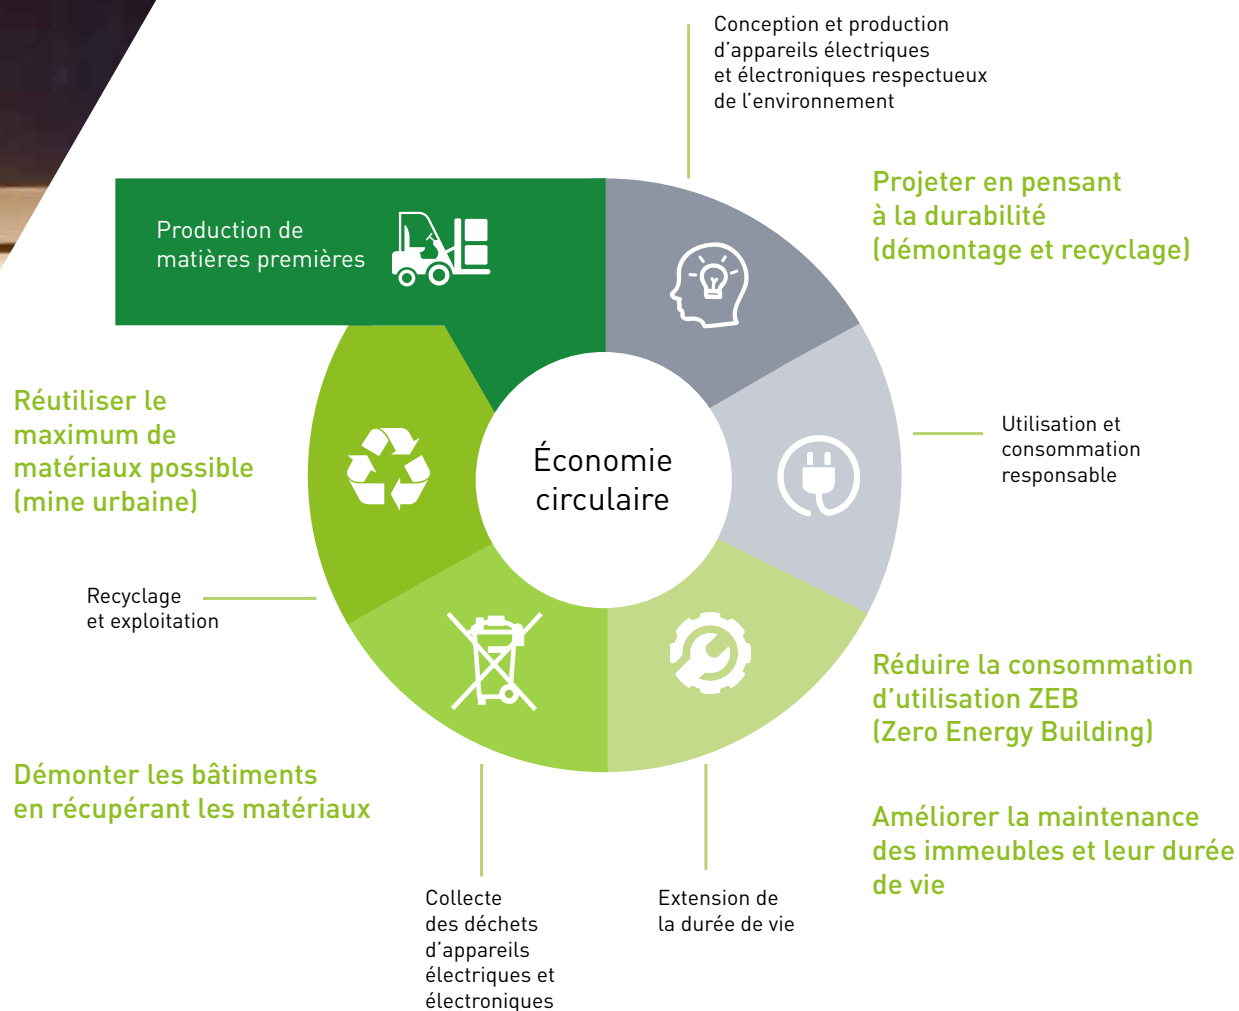 Conception et production
d’appareils électriques
et électroniques respectueux
de l’environnement
Projeter en pensant
à la durabilité
(démontage et recyclage)
Production de
matières premières
Réutiliser le
maximum de
matériaux possible
(mine urbaine)
Économie
circulaire
Utilisation et
consommation
responsable
Recyclage
et exploitation
Réduire la consommation
d’utilisation ZEB
(Zero Energy Building)
Démonter les bâtiments
en récupérant les matériaux
Améliorer la maintenance
des immeubles et leur durée
de vie
Collecte
des déchets
d’appareils
électriques et
électroniques
Extension de
la durée de vie